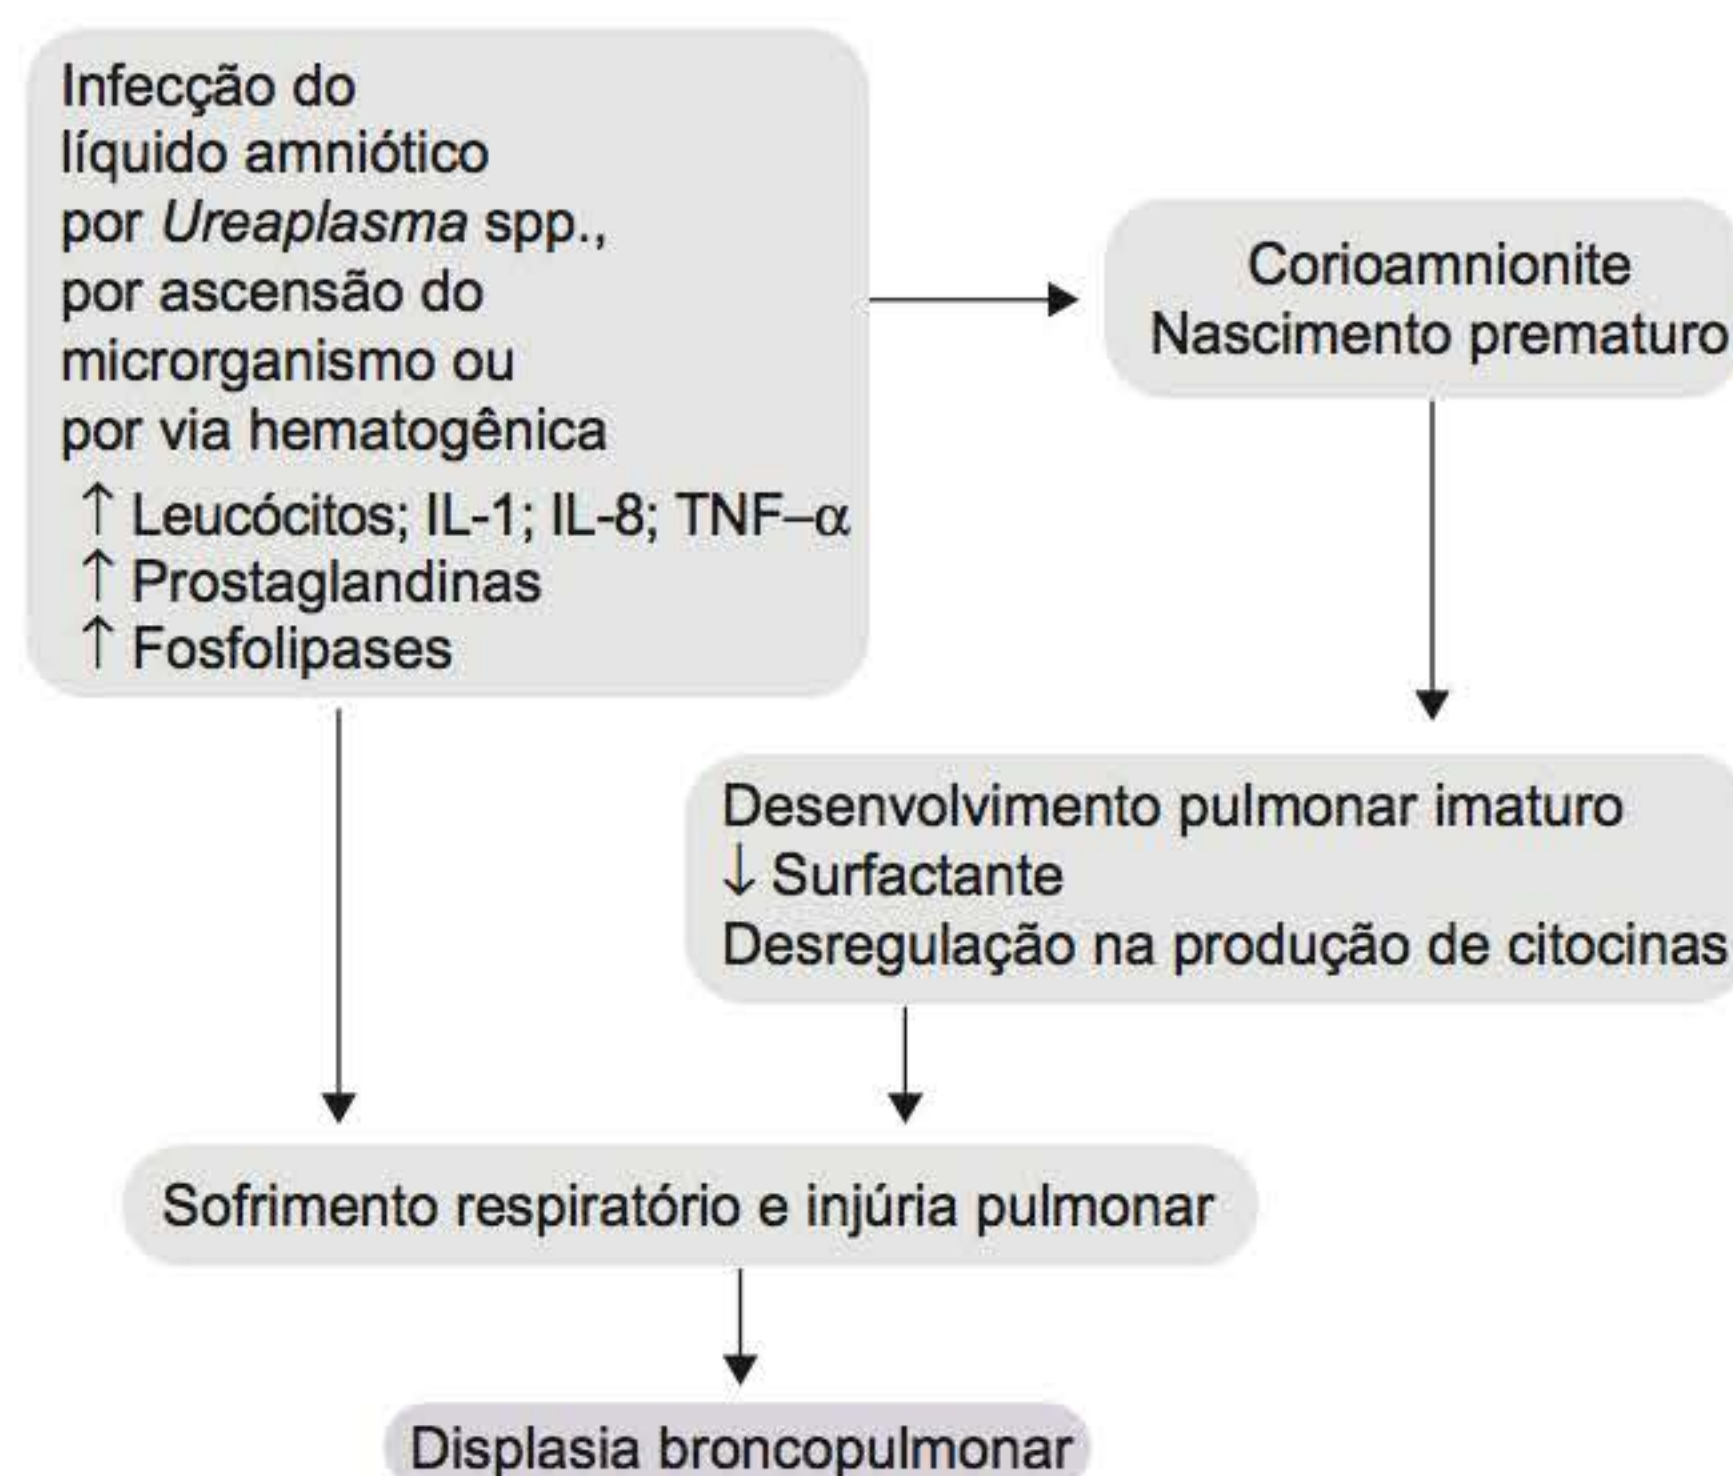 Infecção do
líquido amniótico
por Ureaplasma spp.,
por ascensão do
microrganismo ou
por via hematogênica
↑ Leucócitos; IL-1; IL-8; TNF–α
↑ Prostaglandinas
↑ Fosfolipases
Corioamnionite
Nascimento prematuro
Desenvolvimento pulmonar imaturo
↓ Surfactante
Desregulação na produção de citocinas
Sofrimento respiratório e injúria pulmonar
Displasia broncopulmonar